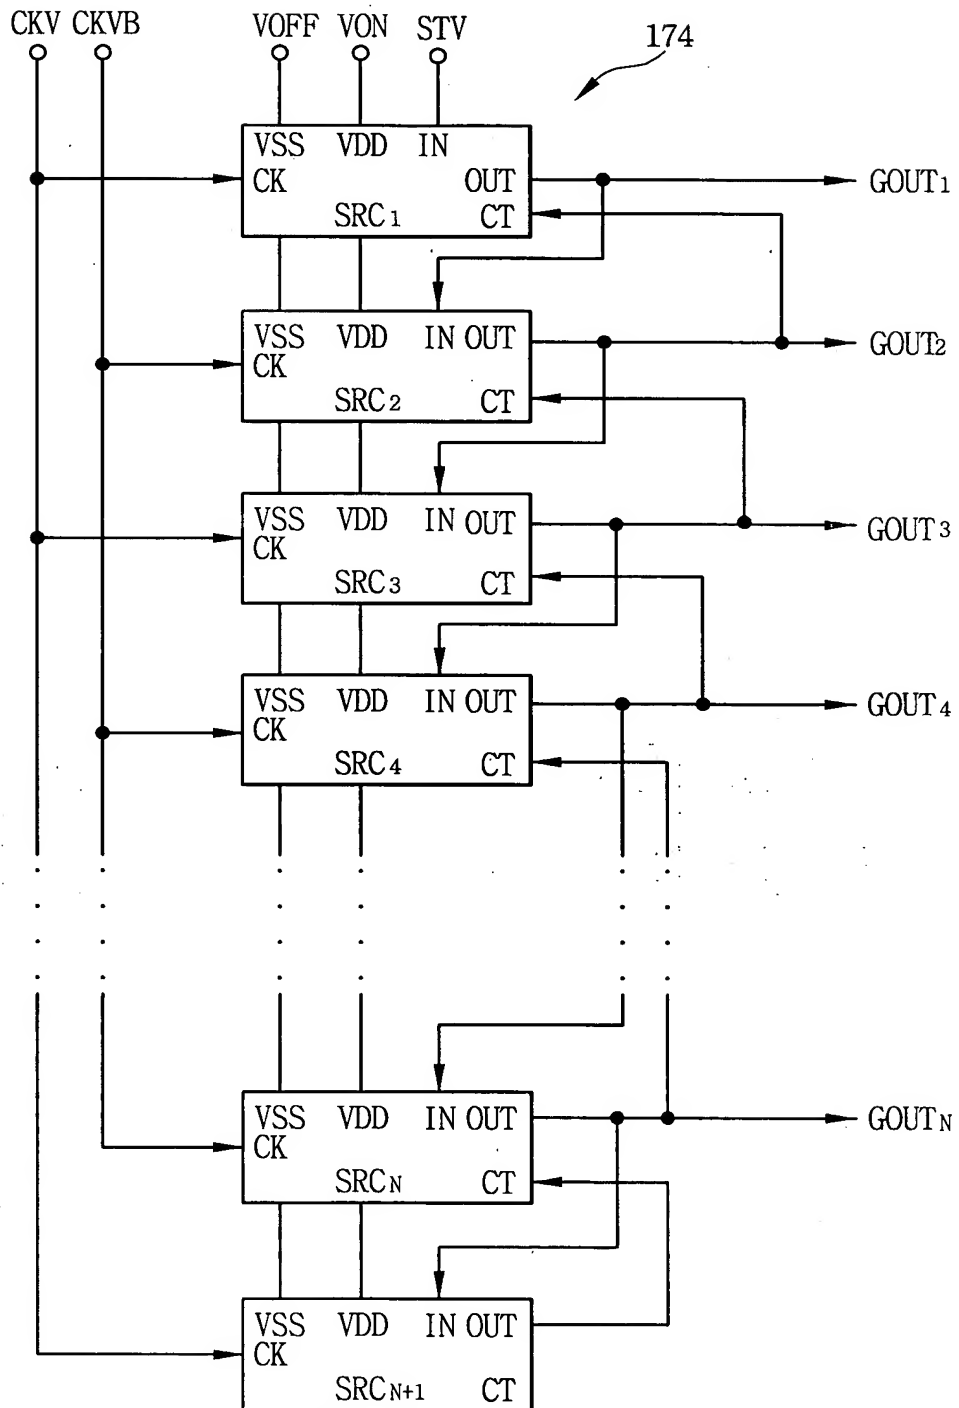 CKV CKVB VOFF VON STV
174
VSS VDD IN
CK OUT GOUT1
SRC1 CT
VSS VDD IN OUT GOUT2
CK
SRC2 CT
VSS VDD IN OUT GOUT3
CK
SRC3 CT
VSS VDD IN OUT GOUT4
CK
SRC4 CT
VSS VDD IN OUT GOUTN
CK
SRCN CT
VSS VDD IN OUT
CK
SRCN+1 CT